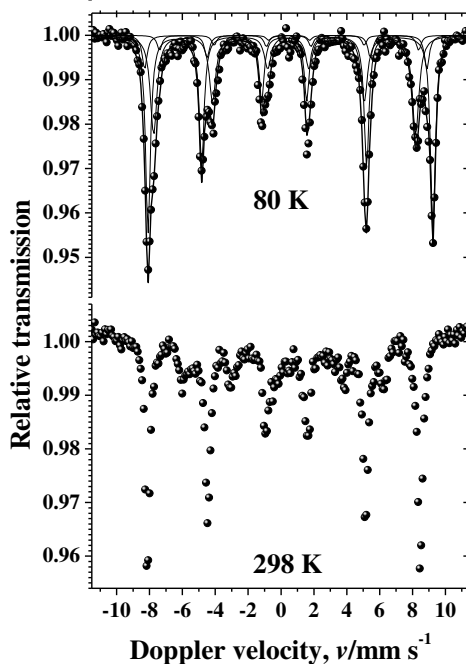 1.00
0.99
0.98
0.97
0.96
0.95
80 K
1.00
0.99
0.98
0.97
0.96
298 K
Relative transmission
-10 -8 -6 -4 -2 0 2 4 6 8 10
Doppler velocity, v/mm s⁻¹